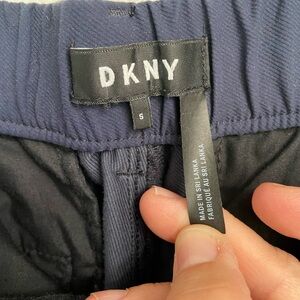 DKNY
S
MADE IN SRI LANKA
FABRIQUÉ AU SRI LANKA